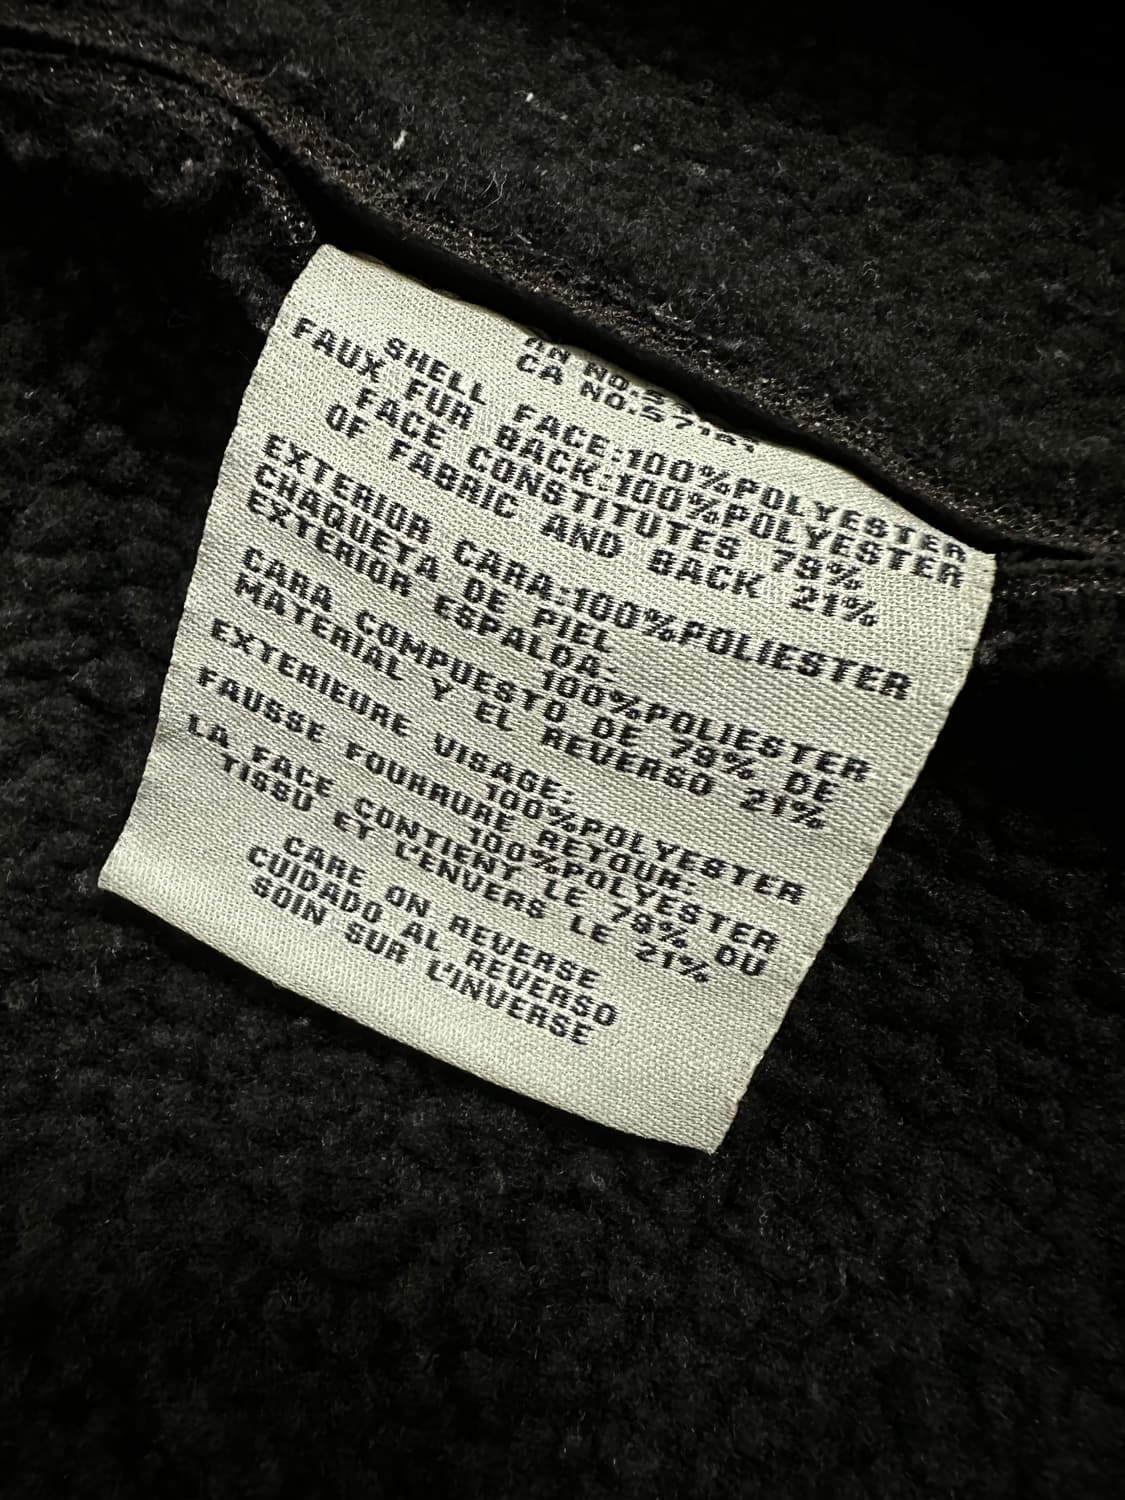 CA NO.
SHELL FACE:100%POLYESTER
FAUX FUR BACK:100%POLYESTER
FACE CONSTITUTES 79%
OF FABRIC AND BACK 21%
EXTERIOR CARA:100%POLIESTER
CHAQUETA DE PIEL
EXTERIOR ESPALDA:
100%POLIESTER
CARA COMPUESTO DE 79% DE
MATERIAL Y EL REVERSO 21%
EXTERIEURE VISAGE:
100%POLYESTER
FAUSSE FOURRURE RETOUR:
100%POLYESTER
LA FACE CONTIENT LE 79% DU
TISSU ET L'ENVERS LE 21%
CARE ON REVERSE
CUIDADO AL REVERSO
SOIN SUR L'INVERSE